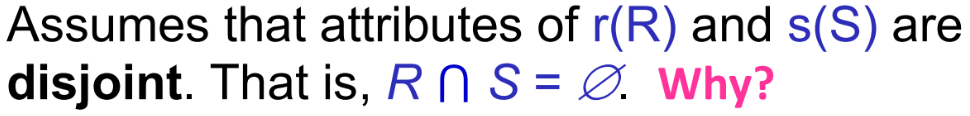 Assumes that attributes of r(R) and s(S) are
disjoint. That is, R ∩ S = ∅. Why?